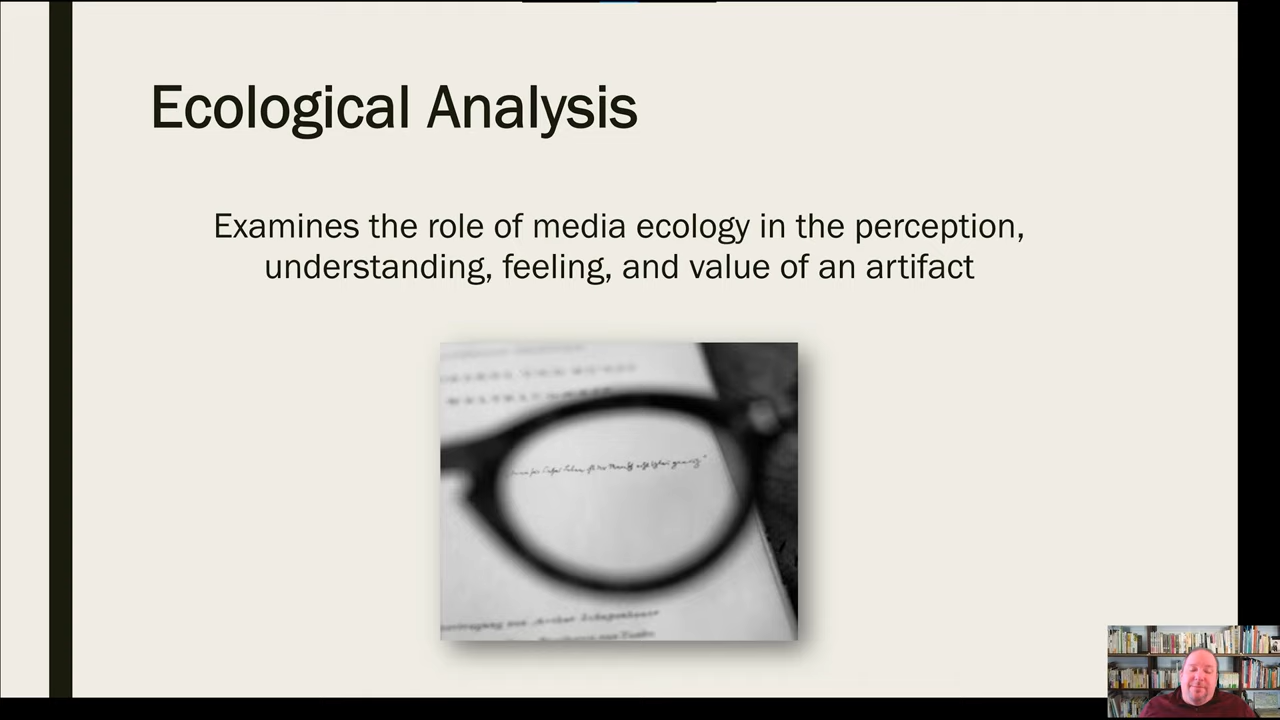 Ecological Analysis
Examines the role of media ecology in the perception,
understanding, feeling, and value of an artifact